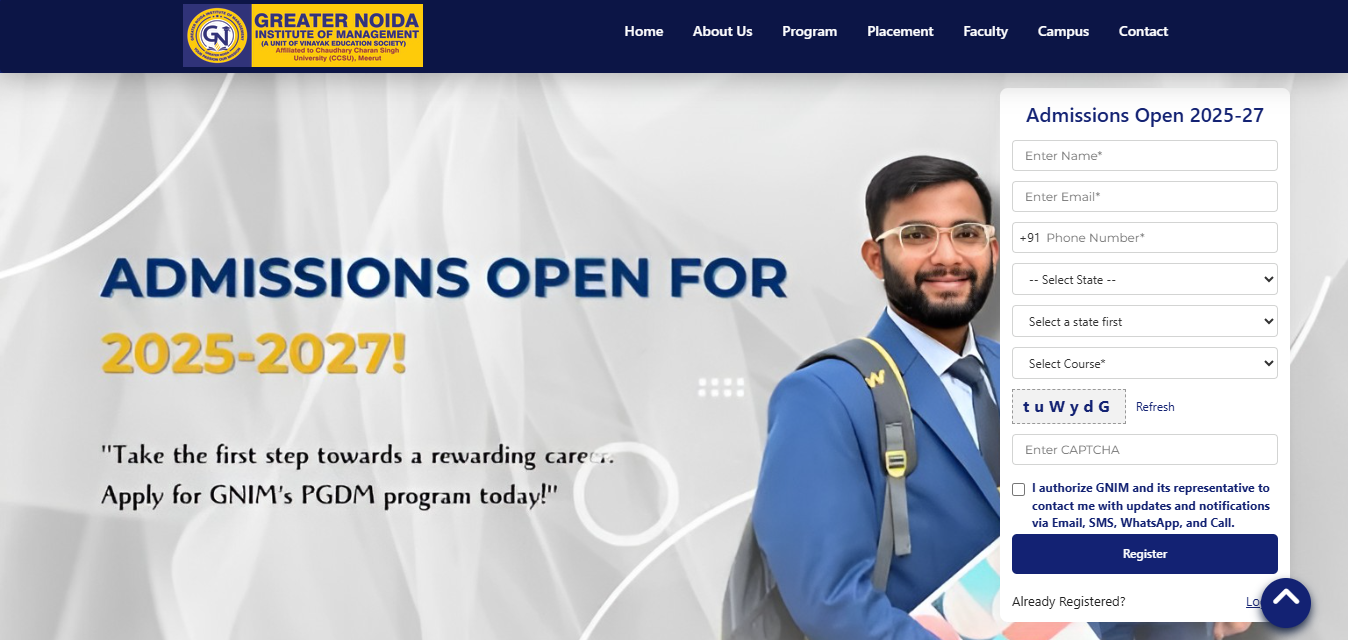 GREATER NOIDA
INSTITUTE OF MANAGEMENT
(A UNIT OF VINAYAK EDUCATION SOCIETY)
Affiliated to Chaudhary Charan Singh
University (CCSU), Meerut
GN
Home About Us Program Placement Faculty Campus Contact
ADMISSIONS OPEN FOR
2025-2027!
"Take the first step towards a rewarding career.
Apply for GNIM's PGDM program today!"
Admissions Open 2025-27
Enter Name*
Enter Email*
+91 Phone Number*
-- Select State --
Select a state first
Select Course*
tuWydG Refresh
Enter CAPTCHA
I authorize GNIM and its representative to
contact me with updates and notifications
via Email, SMS, WhatsApp, and Call.
Register
Already Registered?